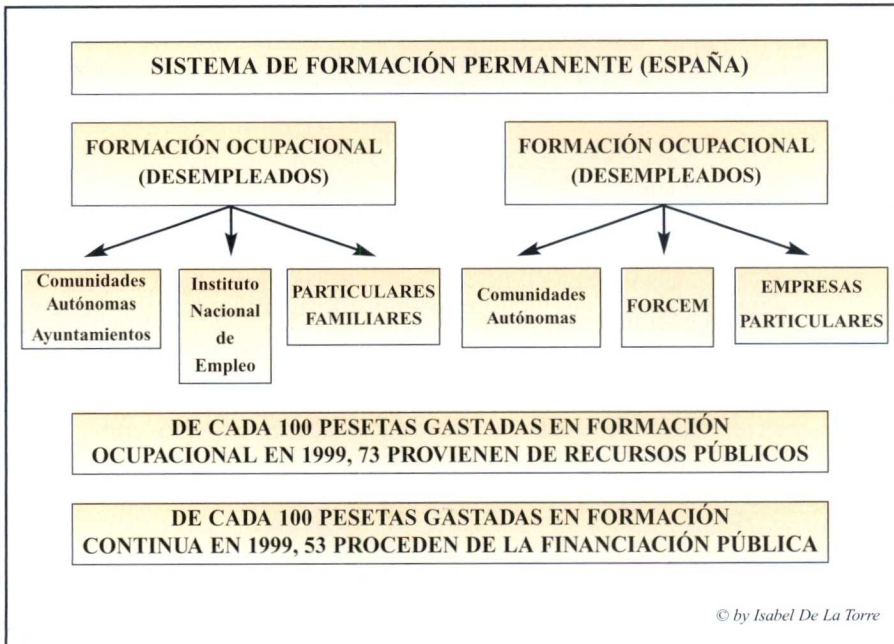 SISTEMA DE FORMACIÓN PERMANENTE (ESPAÑA)
FORMACIÓN OCUPACIONAL
(DESEMPLEADOS)
FORMACIÓN OCUPACIONAL
(DESEMPLEADOS)
Comunidades
Autónomas
Ayuntamientos
Instituto
Nacional
de
Empleo
PARTICULARES
FAMILIARES
Comunidades
Autónomas
FORCEM
EMPRESAS
PARTICULARES
DE CADA 100 PESETAS GASTADAS EN FORMACIÓN
OCUPACIONAL EN 1999, 73 PROVIENEN DE RECURSOS PÚBLICOS
DE CADA 100 PESETAS GASTADAS EN FORMACIÓN
CONTINUA EN 1999, 53 PROCEDEN DE LA FINANCIACIÓN PÚBLICA
© by Isabel De La Torre